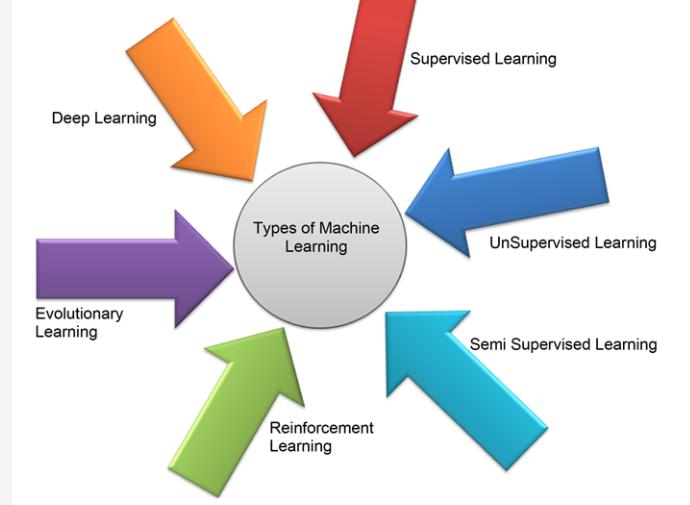 Supervised Learning
Deep Learning
Types of Machine
Learning
UnSupervised Learning
Evolutionary
Learning
Semi Supervised Learning
Reinforcement
Learning